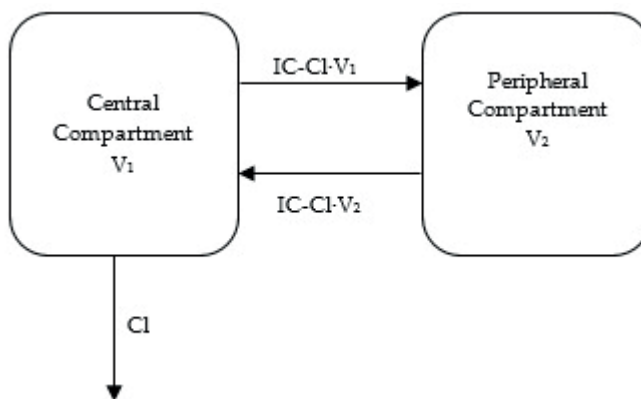 Central
Compartment
V₁
IC-Cl·V₁
Peripheral
Compartment
V₂
IC-Cl·V₂
Cl